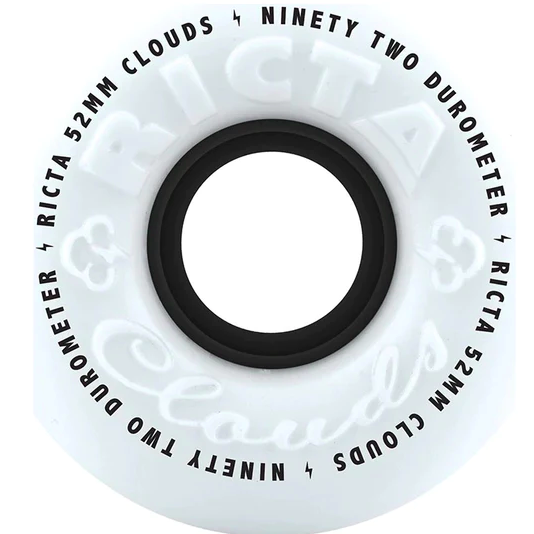 RICTA 52MM CLOUDS
NINETY TWO DUROMETER
RICTA 52MM CLOUDS
NINETY TWO DUROMETER
RICTA
Clouds